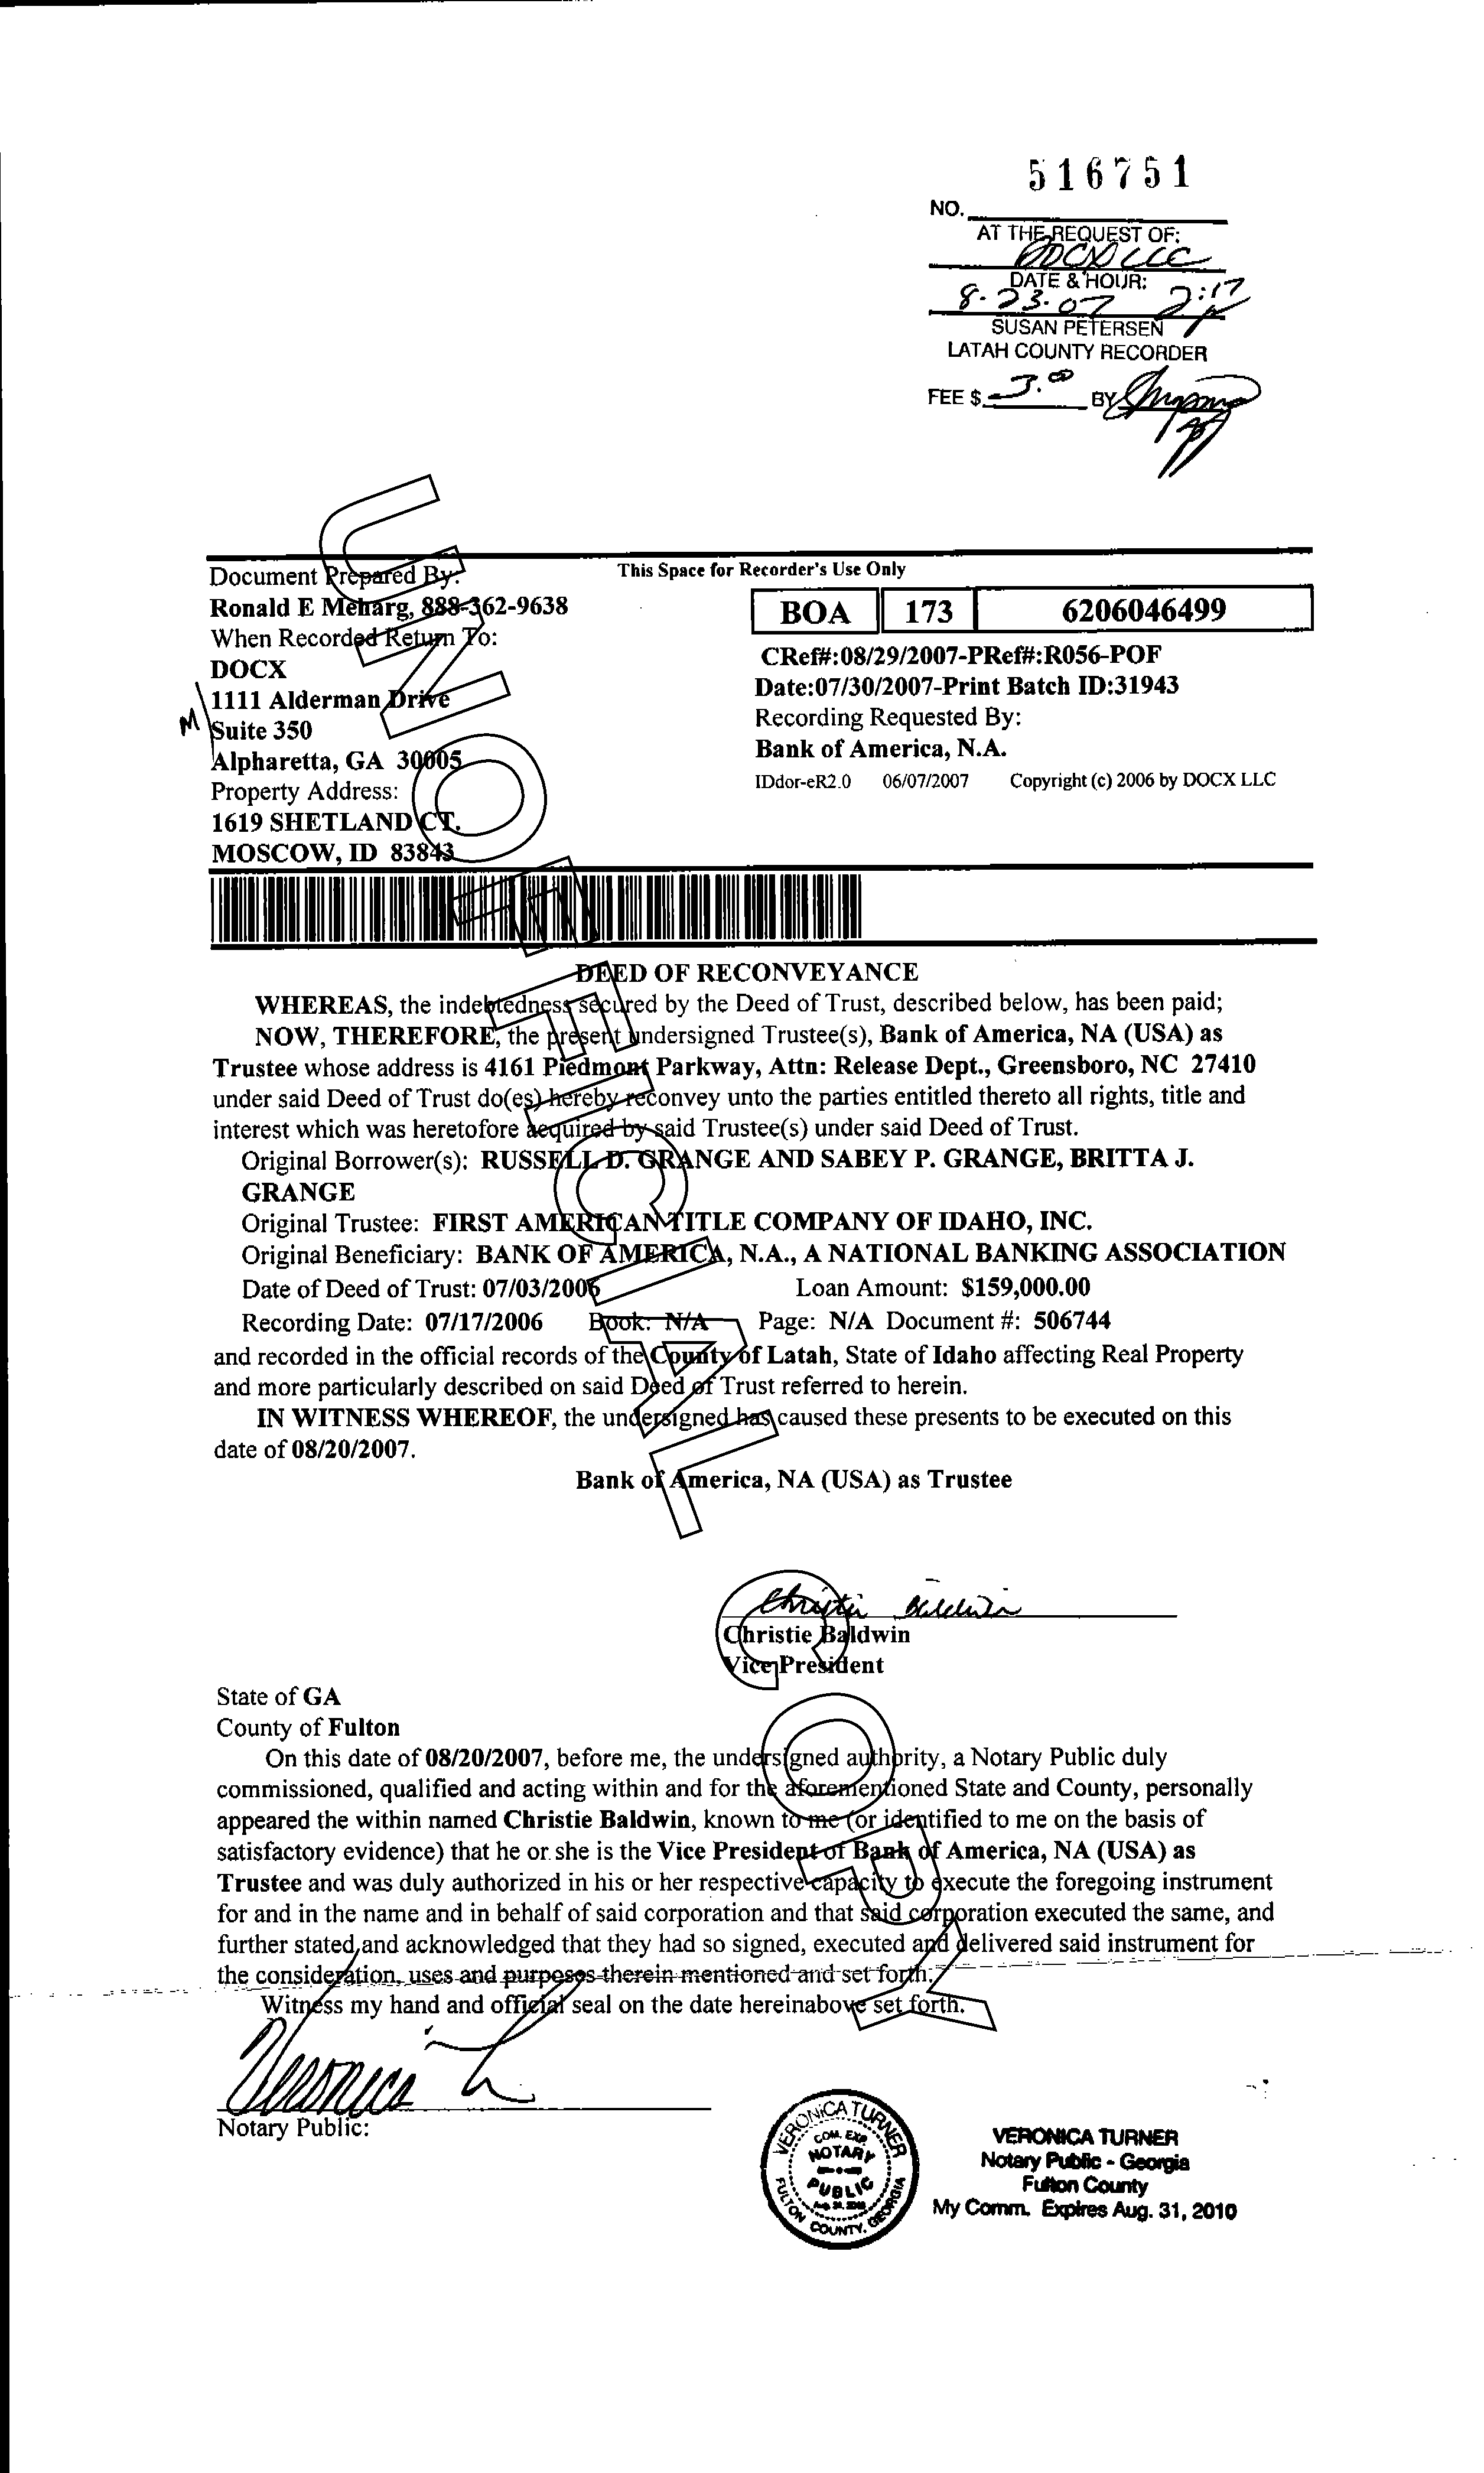 516751
NO.
AT THE REQUEST OF:
DOCX LLC
DATE & HOUR:
8-23-07 2:17
SUSAN PETERSEN
LATAH COUNTY RECORDER
FEE $ 3.00 BY
Document Prepared By:
Ronald E Meharg, 888-362-9638
When Recorded Return To:
DOCX
1111 Alderman Drive
M Suite 350
Alpharetta, GA 30005
Property Address:
1619 SHETLAND CT.
MOSCOW, ID 83843
This Space for Recorder's Use Only
BOA 173 6206046499
CRef#:08/29/2007-PRef#:R056-POF
Date:07/30/2007-Print Batch ID:31943
Recording Requested By:
Bank of America, N.A.
IDdor-eR2.0 06/07/2007 Copyright (c) 2006 by DOCX LLC
DEED OF RECONVEYANCE
WHEREAS, the indebtedness secured by the Deed of Trust, described below, has been paid;
NOW, THEREFORE, the present undersigned Trustee(s), Bank of America, NA (USA) as
Trustee whose address is 4161 Piedmont Parkway, Attn: Release Dept., Greensboro, NC 27410
under said Deed of Trust do(es) hereby reconvey unto the parties entitled thereto all rights, title and
interest which was heretofore acquired by said Trustee(s) under said Deed of Trust.
Original Borrower(s): RUSSELL D. GRANGE AND SABEY P. GRANGE, BRITTA J.
GRANGE
Original Trustee: FIRST AMERICAN TITLE COMPANY OF IDAHO, INC.
Original Beneficiary: BANK OF AMERICA, N.A., A NATIONAL BANKING ASSOCIATION
Date of Deed of Trust: 07/03/2006 Loan Amount: $159,000.00
Recording Date: 07/17/2006 Book: N/A Page: N/A Document #: 506744
and recorded in the official records of the County of Latah, State of Idaho affecting Real Property
and more particularly described on said Deed of Trust referred to herein.
IN WITNESS WHEREOF, the undersigned has caused these presents to be executed on this
date of 08/20/2007.
Bank of America, NA (USA) as Trustee
Christie Baldwin
Christie Baldwin
Vice President
State of GA
County of Fulton
On this date of 08/20/2007, before me, the undersigned authority, a Notary Public duly
commissioned, qualified and acting within and for the aforementioned State and County, personally
appeared the within named Christie Baldwin, known to me (or identified to me on the basis of
satisfactory evidence) that he or she is the Vice President of Bank of America, NA (USA) as
Trustee and was duly authorized in his or her respective capacity to execute the foregoing instrument
for and in the name and in behalf of said corporation and that said corporation executed the same, and
further stated and acknowledged that they had so signed, executed and delivered said instrument for
the consideration, uses and purposes therein mentioned and set forth.
Witness my hand and official seal on the date hereinabove set forth.
Veronica
Notary Public:
VERONICA TURNER
COM. EXP.
NOTARY
PUBLIC
FULTON COUNTY, GEORGIA
VERONICA TURNER
Notary Public - Georgia
Fulton County
My Comm. Expires Aug. 31, 2010
UNOFFICIAL COPY